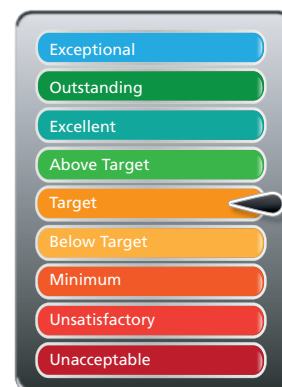 Exceptional
Outstanding
Excellent
Above Target
Target
Below Target
Minimum
Unsatisfactory
Unacceptable